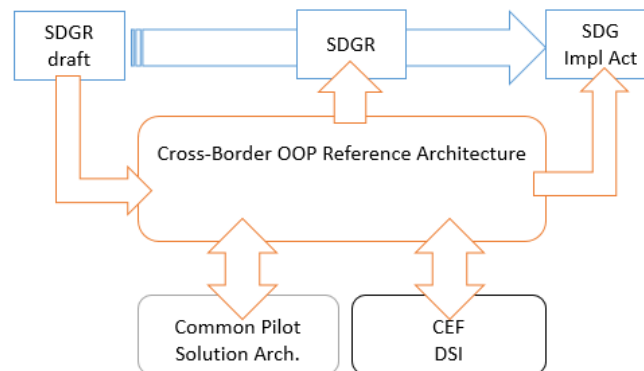 SDGR
draft
SDGR
SDG
Impl Act
Cross-Border OOP Reference Architecture
Common Pilot
Solution Arch.
CEF
DSI